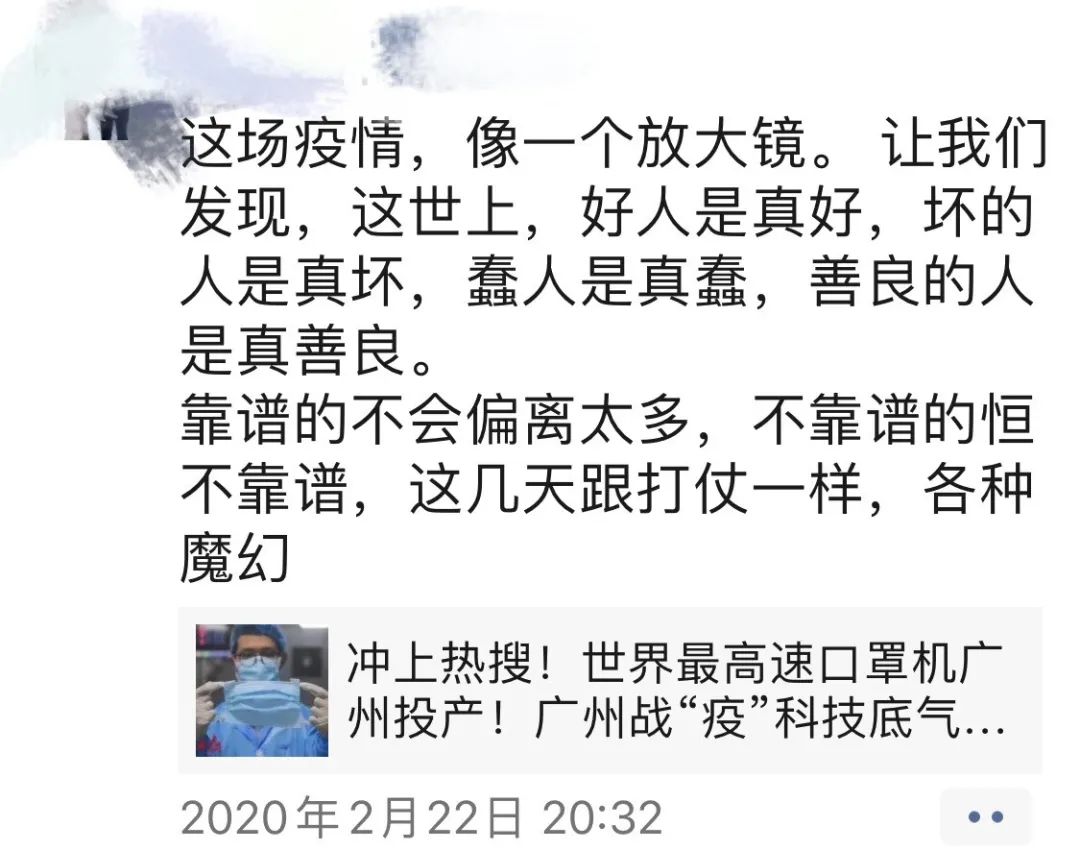 这场疫情，像一个放大镜。 让我们
发现，这世上，好人是真好，坏的
人是真坏，蠢人是真蠢，善良的人
是真善良。
靠谱的不会偏离太多，不靠谱的恒
不靠谱，这几天跟打仗一样，各种
魔幻
冲上热搜！世界最高速口罩机广
州投产！广州战“疫”科技底气…
2020年2月22日 20:32